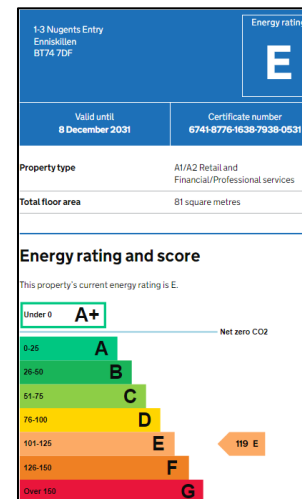 1-3 Nugents Entry
Enniskillen
BT74 7DF
Energy rating
E
Valid until
8 December 2031
Certificate number
6741-8776-1638-7938-0531
Property type
A1/A2 Retail and
Financial/Professional services
Total floor area
81 square metres
Energy rating and score
This property's current energy rating is E.
Under 0 A+
Net zero CO2
0-25 A
26-50 B
51-75 C
76-100 D
101-125 E
119 E
126-150 F
Over 150 G